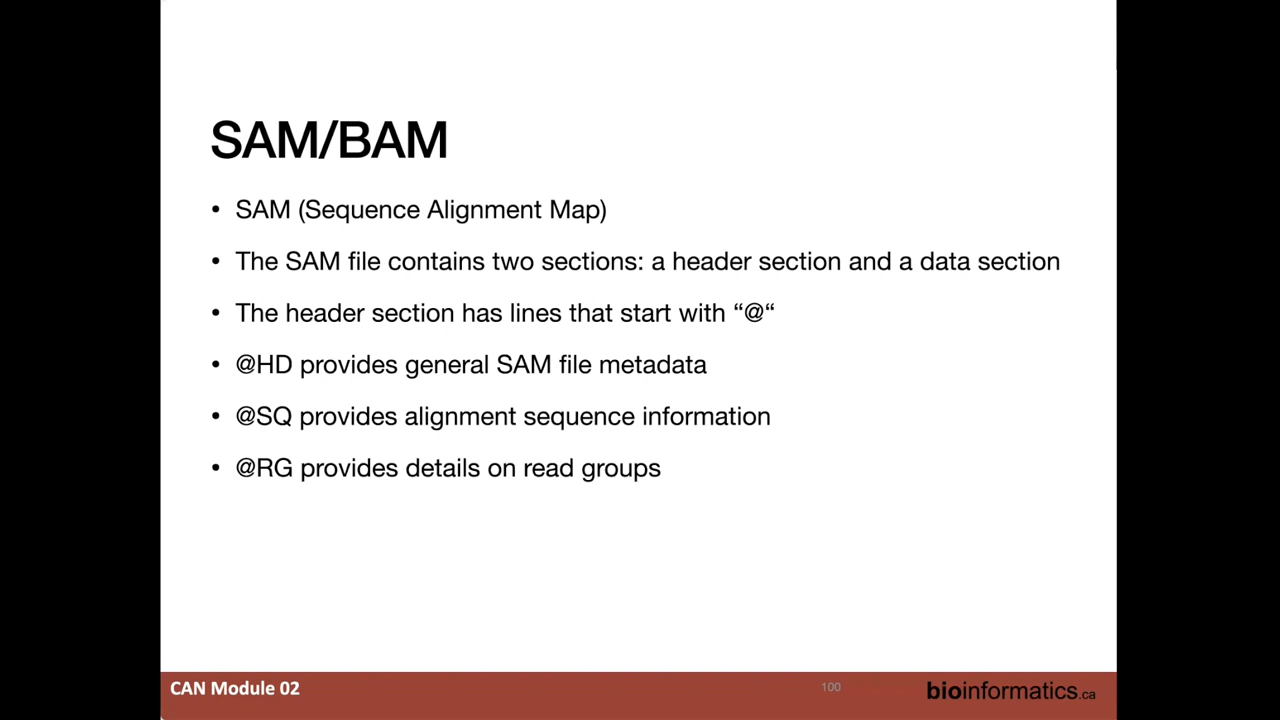 SAM/BAM
• SAM (Sequence Alignment Map)
• The SAM file contains two sections: a header section and a data section
• The header section has lines that start with “@“
• @HD provides general SAM file metadata
• @SQ provides alignment sequence information
• @RG provides details on read groups
CAN Module 02
100
bioinformatics.ca